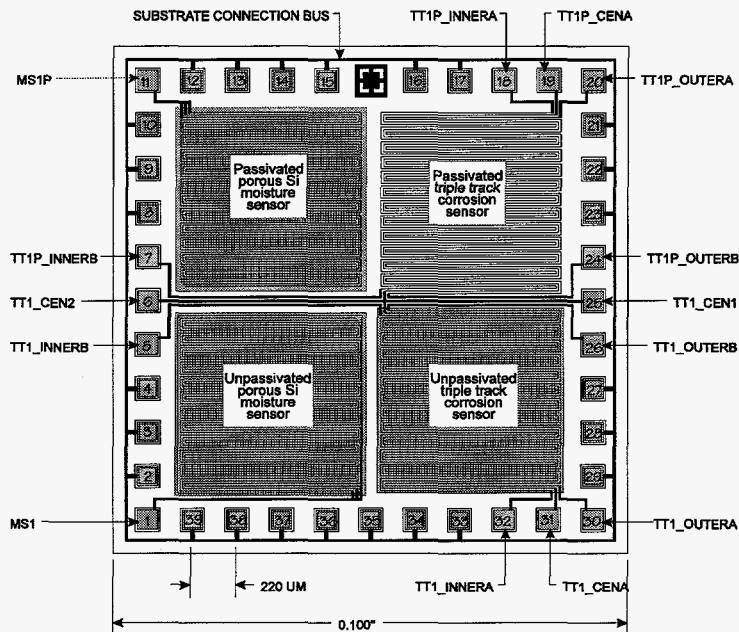 SUBSTRATE CONNECTION BUS
TT1P_INNERA
TT1P_CENA
MS1P
11
12
13
14
15
16
17
18
19
20
TT1P_OUTERA
10
21
9
22
8
23
Passivated
porous Si
moisture
sensor
Passivated
triple track
corrosion
sensor
TT1P_INNERB
7
24
TT1P_OUTERB
TT1_CEN2
6
25
TT1_CEN1
TT1_INNERB
5
26
TT1_OUTERB
4
27
3
28
2
29
Unpassivated
porous Si
moisture
sensor
Unpassivated
triple track
corrosion
sensor
MS1
1
39
38
37
36
35
34
33
32
31
30
TT1_OUTERA
220 UM
TT1_INNERA
TT1_CENA
0.100"